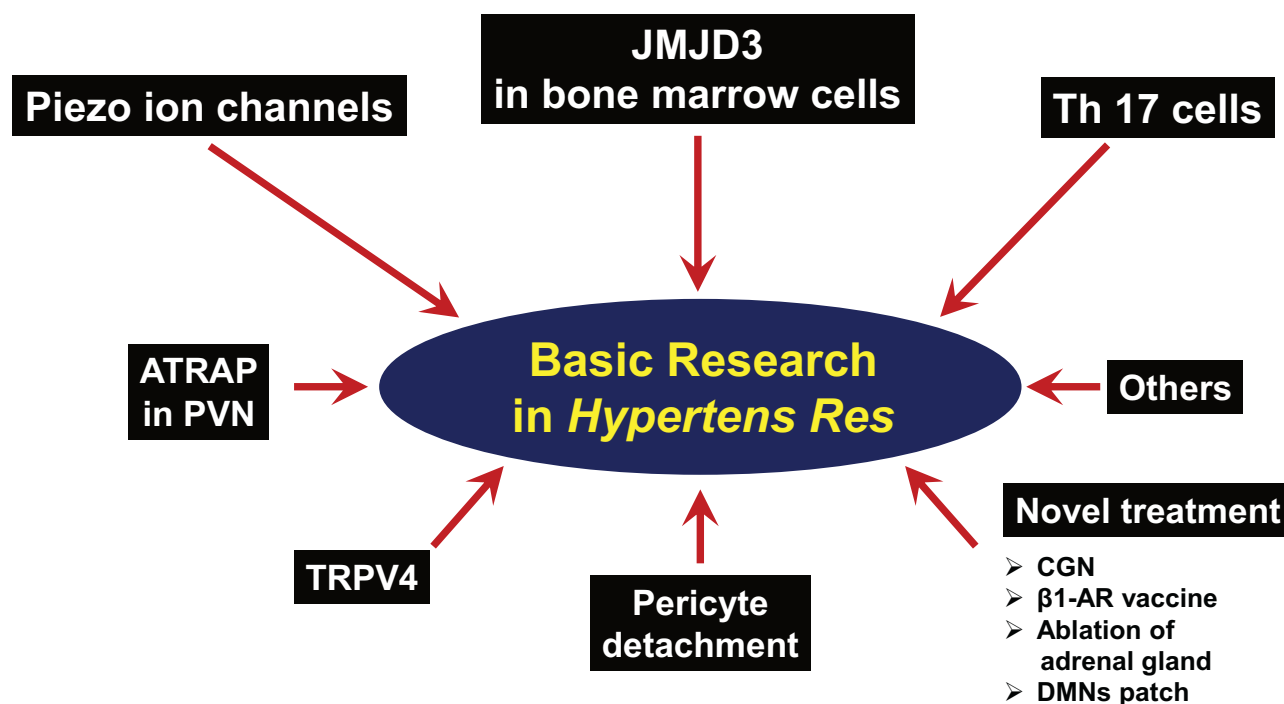 JMJD3
in bone marrow cells
Piezo ion channels
Th 17 cells
Basic Research
in Hypertens Res
ATRAP
in PVN
Others
TRPV4
Pericyte
detachment
Novel treatment
➢ CGN
➢ β1-AR vaccine
➢ Ablation of
adrenal gland
➢ DMNs patch